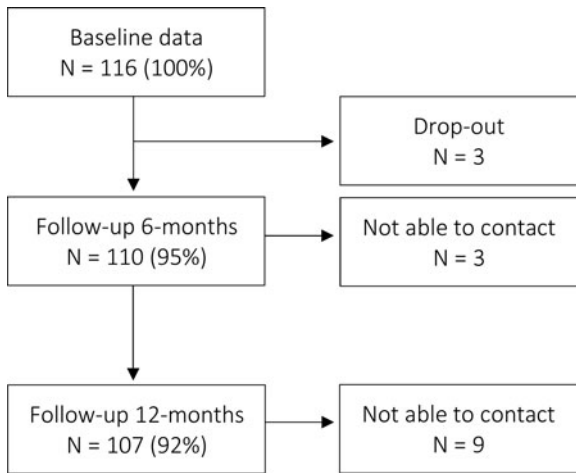 Baseline data
N = 116 (100%)
Drop-out
N = 3
Follow-up 6-months
N = 110 (95%)
Not able to contact
N = 3
Follow-up 12-months
N = 107 (92%)
Not able to contact
N = 9